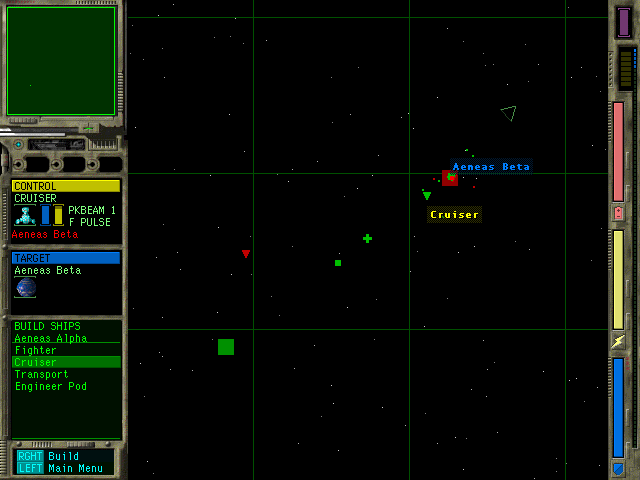 CONTROL
CRUISER
PKBEAM 1
F PULSE
Aeneas Beta
TARGET
Aeneas Beta
BUILD SHIPS
Aeneas Alpha
Fighter
Cruiser
Transport
Engineer Pod
RGHT Build
LEFT Main Menu
Aeneas Beta
Cruiser